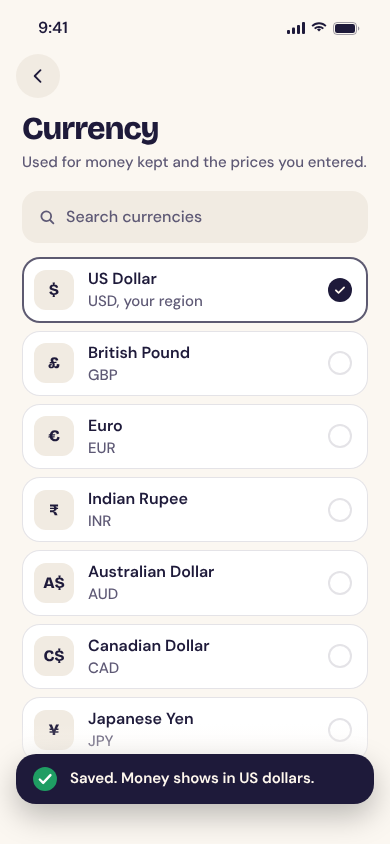 9:41
Currency
Used for money kept and the prices you entered.
Search currencies
$
US Dollar
USD, your region
£
British Pound
GBP
€
Euro
EUR
₹
Indian Rupee
INR
A$
Australian Dollar
AUD
C$
Canadian Dollar
CAD
¥
Japanese Yen
JPY
Saved. Money shows in US dollars.